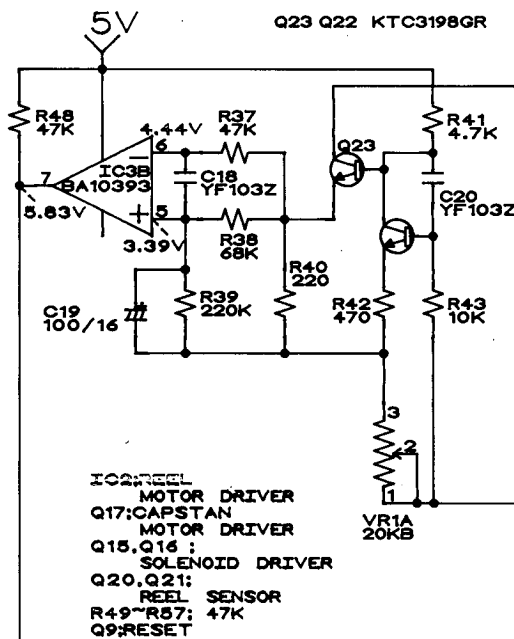 5V
Q23 Q22 KTC3198GR
R48
47K
4.44V
R37
47K
R41
4.7K
Q23
6
7
IC3B
BA10393
C18
YF103Z
C20
YF103Z
5.83V
5
3.39V
R38
68K
R40
220
C19
100/16
R39
220K
R42
470
R43
10K
3
2
1
VR1A
20KB
IC2;REEL
MOTOR DRIVER
Q17;CAPSTAN
MOTOR DRIVER
Q15,Q16 ;
SOLENOID DRIVER
Q20,Q21;
REEL SENSOR
R49~R57; 47K
Q9;RESET